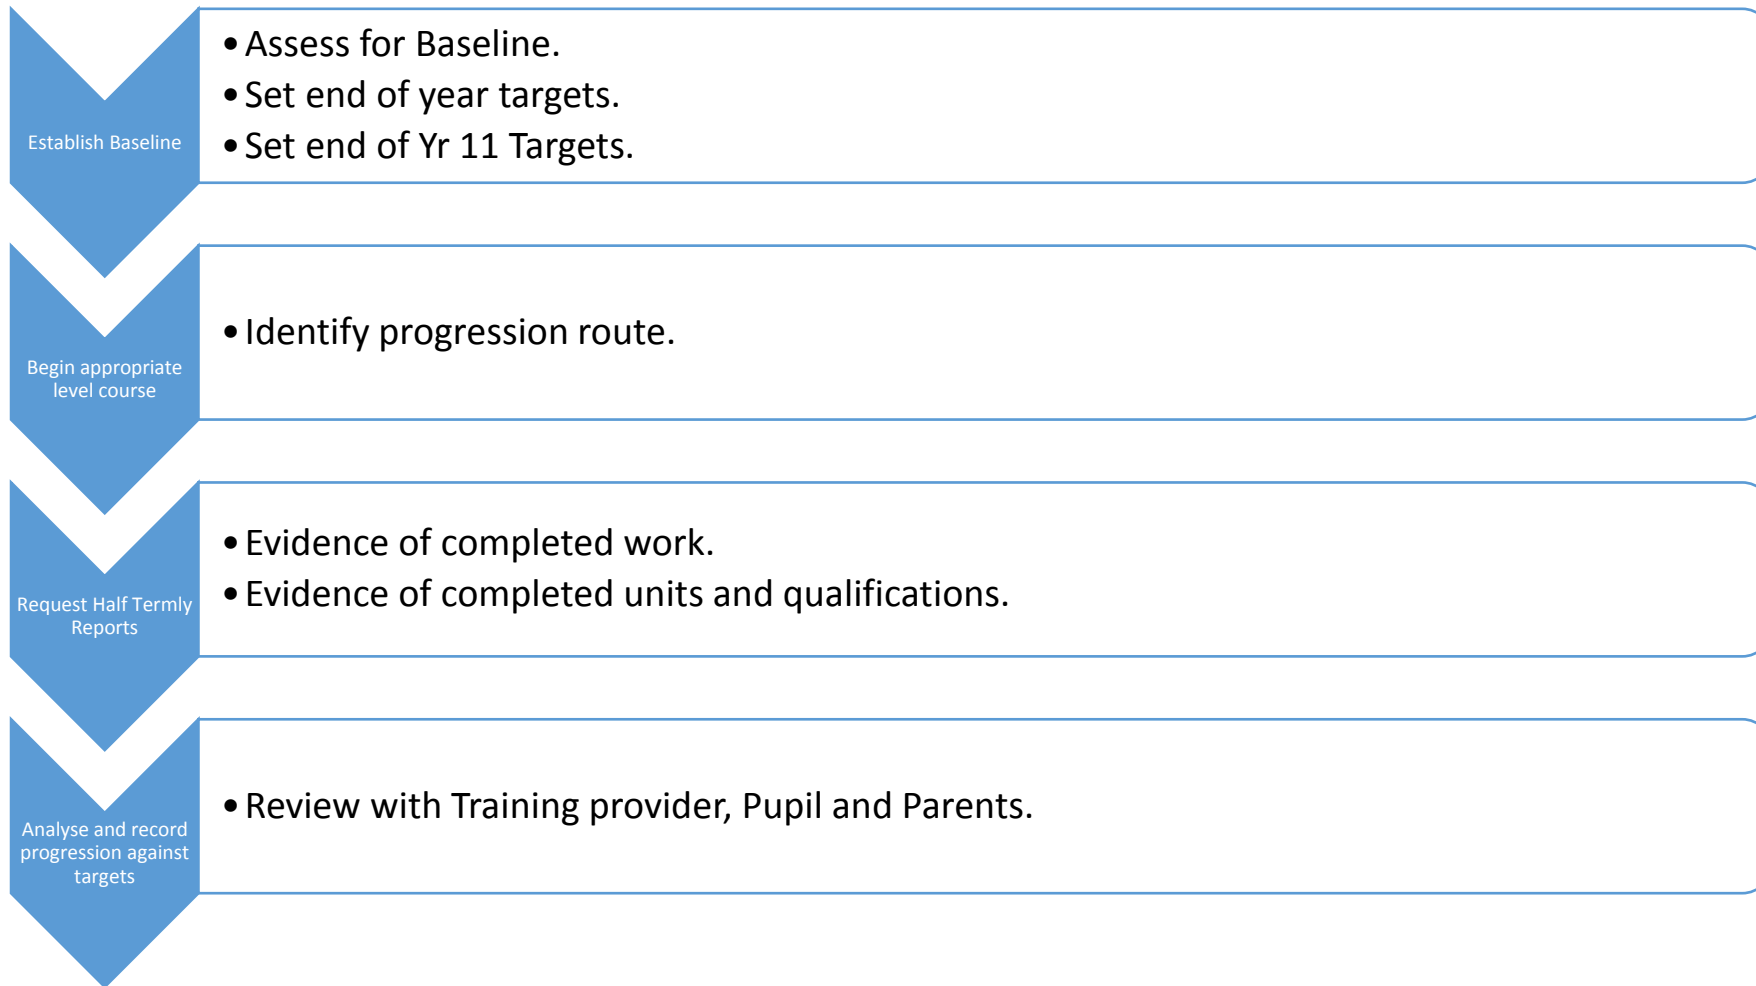 Establish Baseline
•Assess for Baseline.
•Set end of year targets.
•Set end of Yr 11 Targets.
Begin appropriate
level course
•Identify progression route.
Request Half Termly
Reports
•Evidence of completed work.
•Evidence of completed units and qualifications.
Analyse and record
progression against
targets
•Review with Training provider, Pupil and Parents.